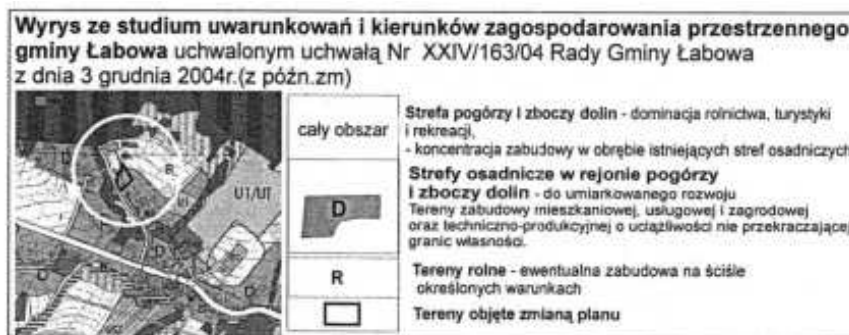 Wyrys ze studium uwarunkowań i kierunków zagospodarowania przestrzennego
gminy Łabowa uchwalonym uchwałą Nr XXIV/163/04 Rady Gminy Łabowa
z dnia 3 grudnia 2004r.(z późn.zm)
cały obszar
Strefa pogórzy i zboczy dolin - dominacja rolnictwa, turystyki
i rekreacji,
- koncentracja zabudowy w obrębie istniejących stref osadniczych
D
Strefy osadnicze w rejonie pogórzy
i zboczy dolin - do umiarkowanego rozwoju
Tereny zabudowy mieszkaniowej, usługowej i zagrodowej
oraz techniczno-produkcyjnej o uciążliwości nie przekraczającej
granic własności.
R
Tereny rolne - ewentualna zabudowa na ściśle
określonych warunkach
Tereny objęte zmianą planu
R
U1/UT
D